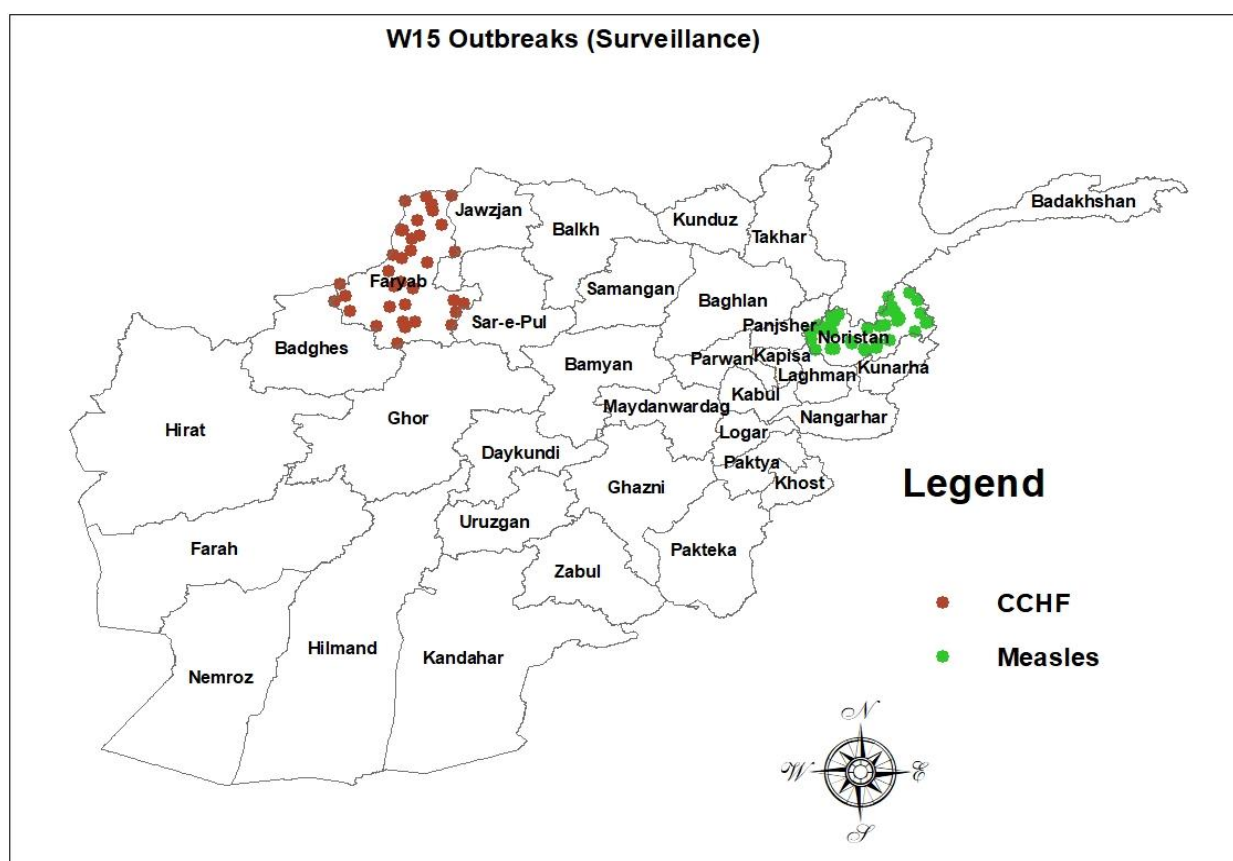 W15 Outbreaks (Surveillance)
Badakhshan
Jawzjan
Kunduz
Balkh
Takhar
Faryab
Samangan
Baghlan
Sar-e-Pul
Panjsher
Noristan
Badghes
Bamyan
Parwan
Kapisa
Kunarha
Laghman
Kabul
Maydanwardag
Ghor
Nangarhar
Hirat
Logar
Daykundi
Paktya
Ghazni
Khost
Legend
Uruzgan
Farah
Pakteka
Zabul
CCHF
Hilmand
Kandahar
Measles
Nemroz
N
W
E
S